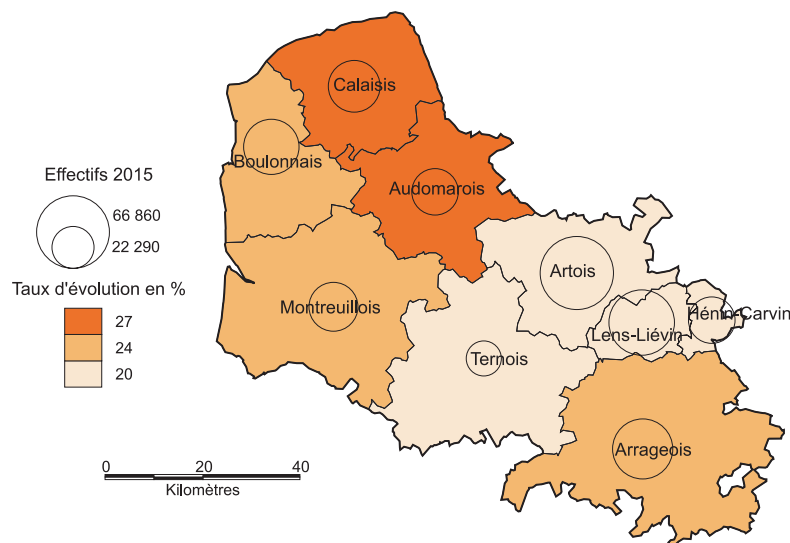 Calaisis
Boulonnais
Audomarois
Effectifs 2015
66 860
22 290
Taux d'évolution en %
27
24
20
Artois
Montreuillois
Hénin-Carvin
Lens-Liévin
Ternois
Arrageois
0 20 40
Kilomètres